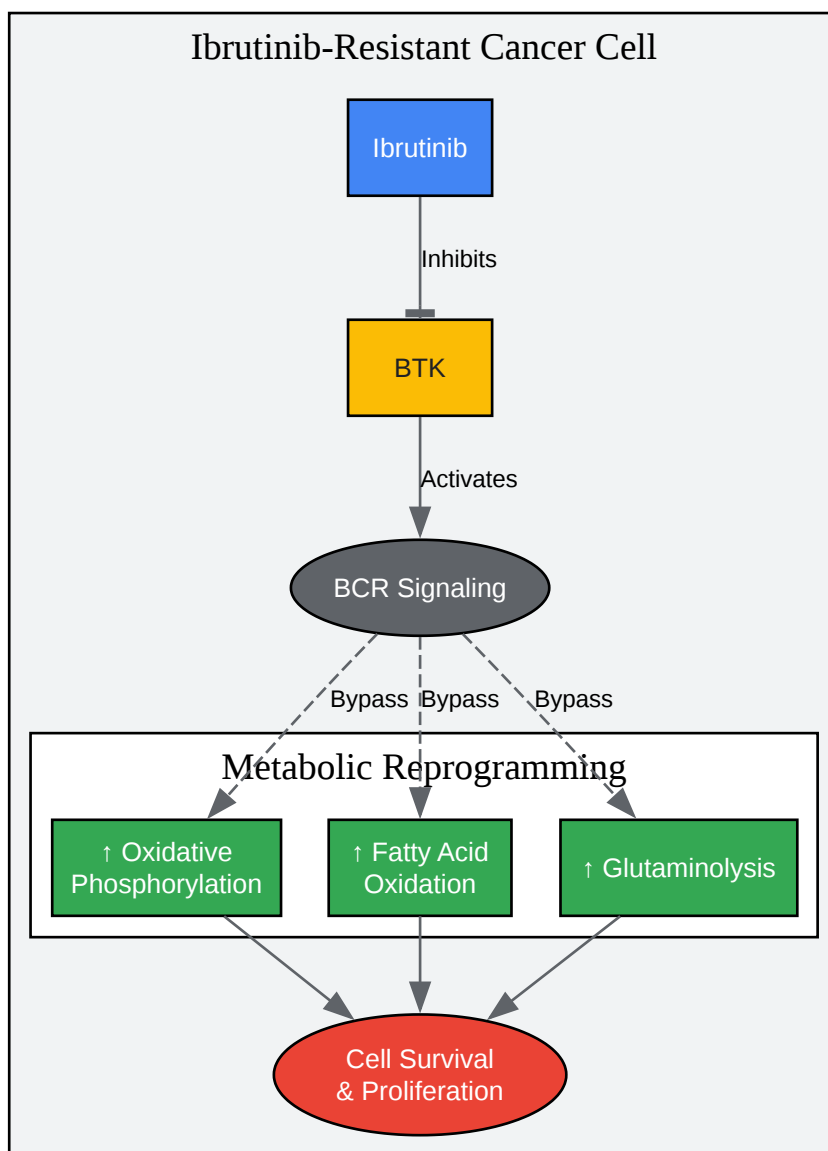 Ibrutinib-Resistant Cancer Cell
Ibrutinib
Inhibits
BTK
Activates
BCR Signaling
Bypass
Bypass
Bypass
Metabolic Reprogramming
↑ Oxidative
Phosphorylation
↑ Fatty Acid
Oxidation
↑ Glutaminolysis
Cell Survival
& Proliferation